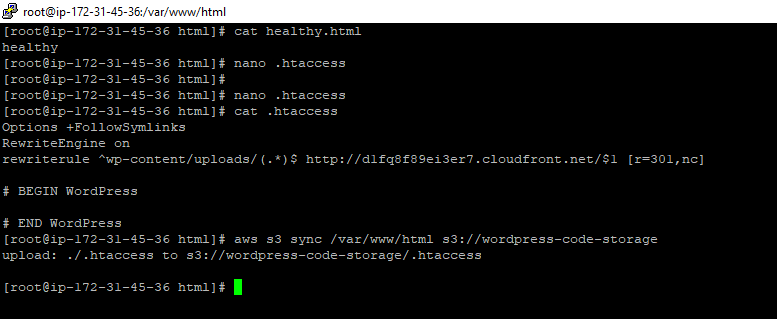 root@ip-172-31-45-36:/var/www/html
[root@ip-172-31-45-36 html]# cat healthy.html
healthy
[root@ip-172-31-45-36 html]# nano .htaccess
[root@ip-172-31-45-36 html]#
[root@ip-172-31-45-36 html]# nano .htaccess
[root@ip-172-31-45-36 html]# cat .htaccess
Options +FollowSymlinks
RewriteEngine on
rewriterule ^wp-content/uploads/(.*)$ http://d1fq8f89ei3er7.cloudfront.net/$1 [r=301,nc]
# BEGIN WordPress
# END WordPress
[root@ip-172-31-45-36 html]# aws s3 sync /var/www/html s3://wordpress-code-storage
upload: ./.htaccess to s3://wordpress-code-storage/.htaccess
[root@ip-172-31-45-36 html]#